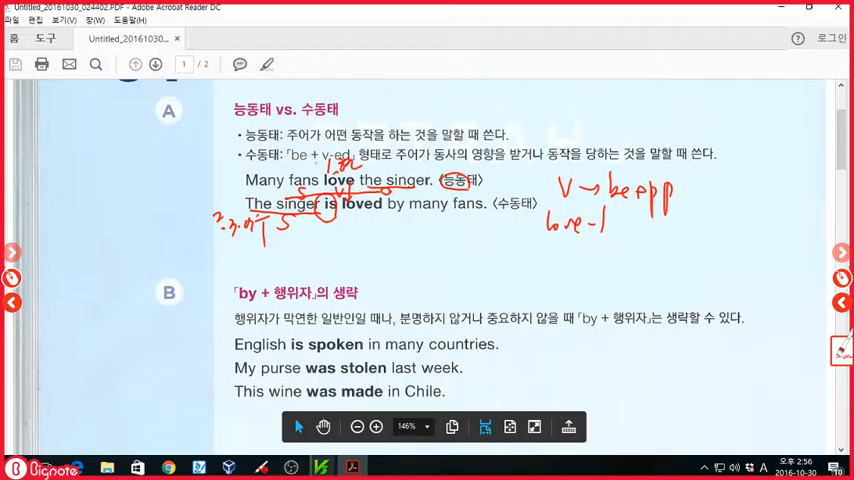 Untitled_20161030_024402.PDF - Adobe Acrobat Reader DC
파일 편집 보기(V) 창(W) 도움말(H)
홈 도구 Untitled_20161030... × ? 로그인
1 / 2
A 능동태 vs. 수동태
• 능동태: 주어가 어떤 동작을 하는 것을 말할 때 쓴다.
• 수동태: 「be + v-ed」 형태로 주어가 동사의 영향을 받거나 동작을 당하는 것을 말할 때 쓴다.
Many fans love the singer. 〈능동태〉
S V O
V → be + pp
The singer is loved by many fans. 〈수동태〉
S
B 「by + 행위자」의 생략
행위자가 막연한 일반인일 때나, 분명하지 않거나 중요하지 않을 때 「by + 행위자」는 생략할 수 있다.
English is spoken in many countries.
My purse was stolen last week.
This wine was made in Chile.
146%
Bignote
A 오후 2:56
2016-10-30
10